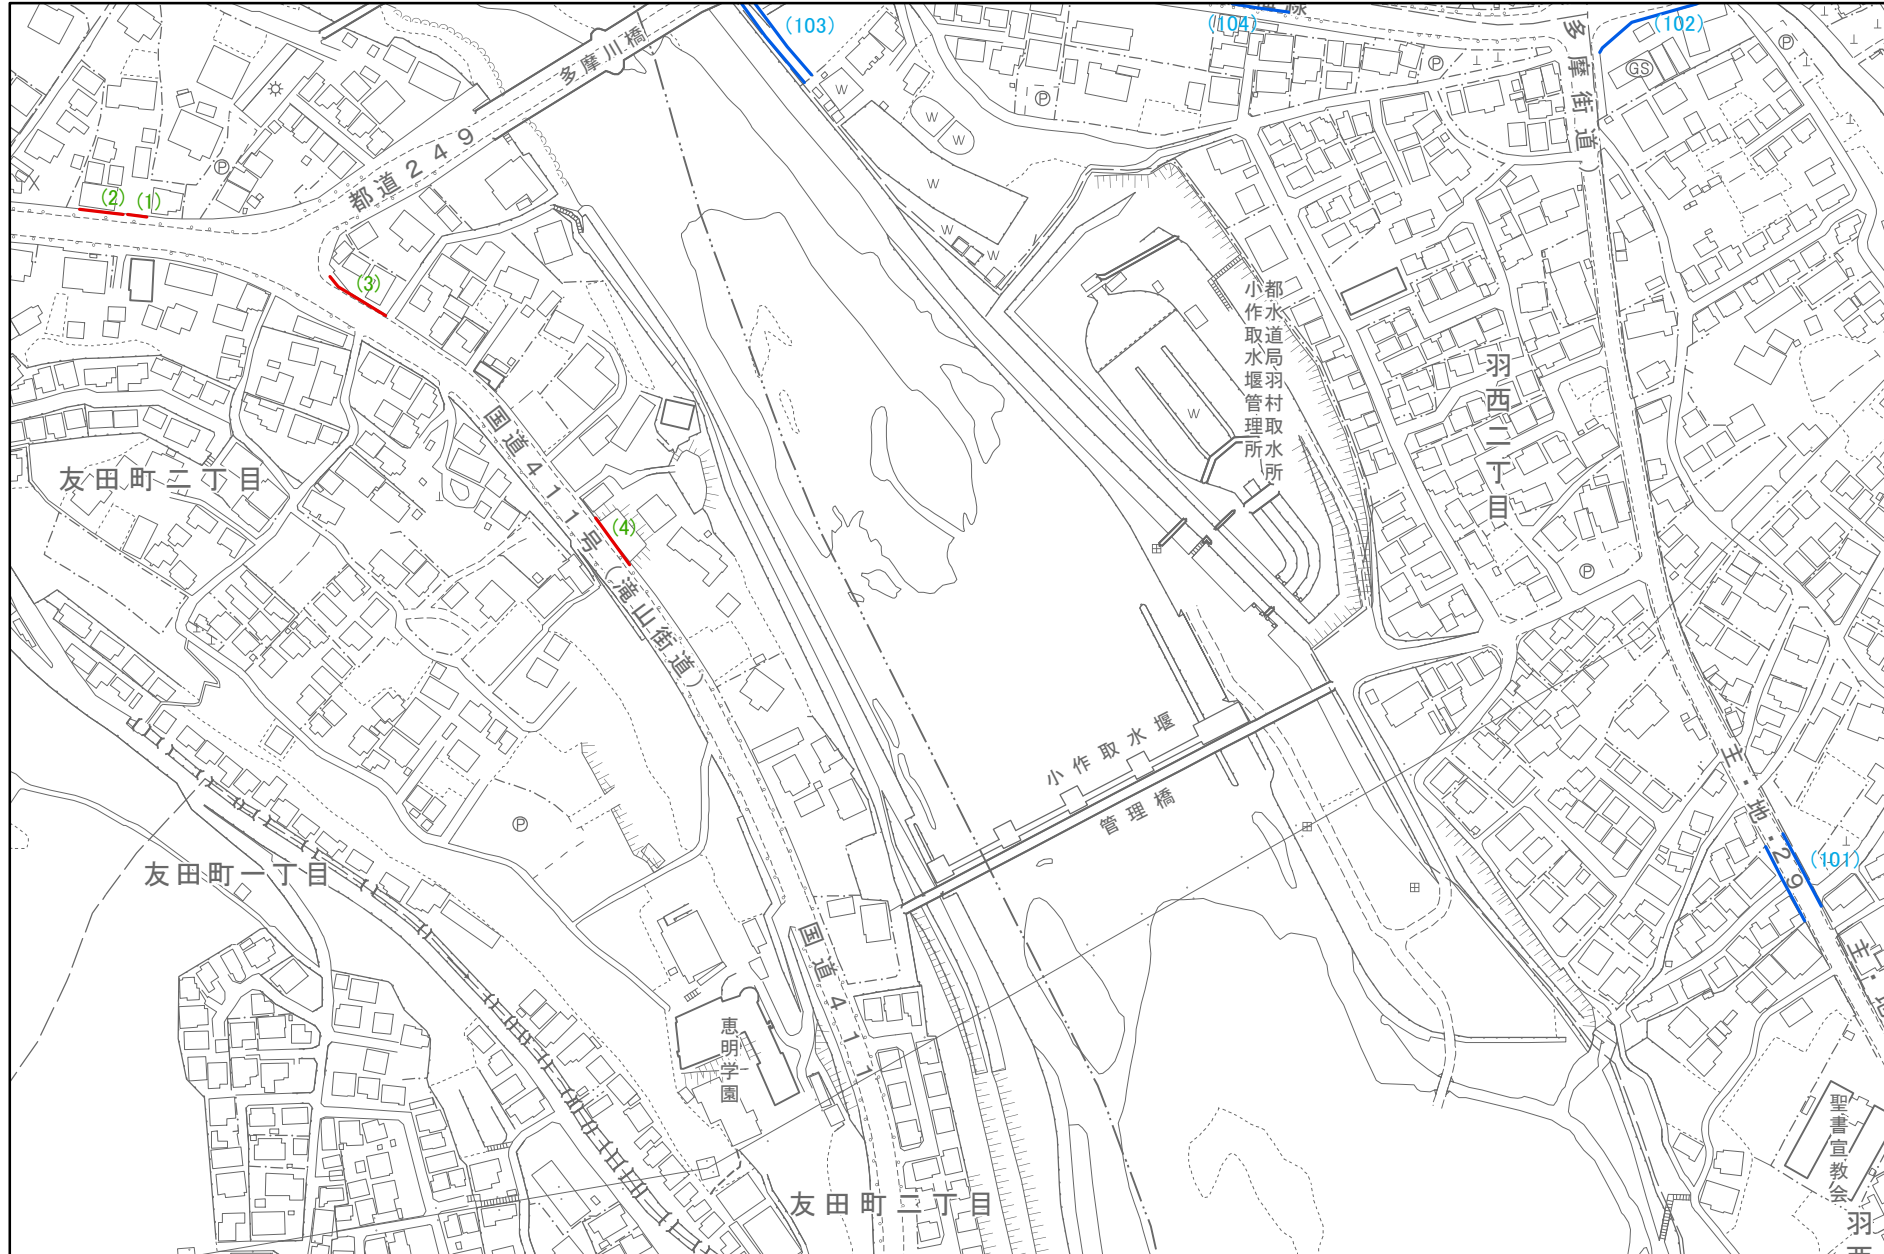 (103)
(104)
(102)
多摩川橋
多摩街道)
GS
P
P
P
P
W
W
W
W
W
W
都道249
(2)
(1)
(3)
都水道局羽村取水所
小作取水堰管理所
羽西二丁目
W
国道411号(滝山街道)
友田町二丁目
(4)
P
小作取水堰
管理橋
主・地・29
(101)
P
友田町一丁目
国道411
主・地
恵明学園
聖書宣教会
友田町二丁目
羽西